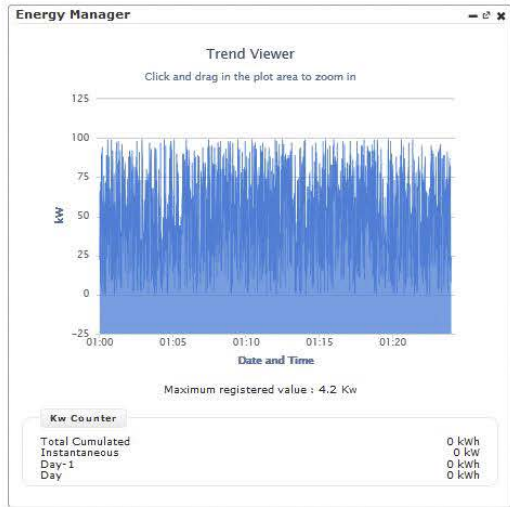 Energy Manager
Trend Viewer
Click and drag in the plot area to zoom in
125
100
75
50
25
0
-25
kW
01:00 01:05 01:10 01:15 01:20
Date and Time
Maximum registered value : 4.2 Kw
Kw Counter
Total Cumulated 0 kWh
Instantaneous 0 kW
Day-1 0 kWh
Day 0 kWh